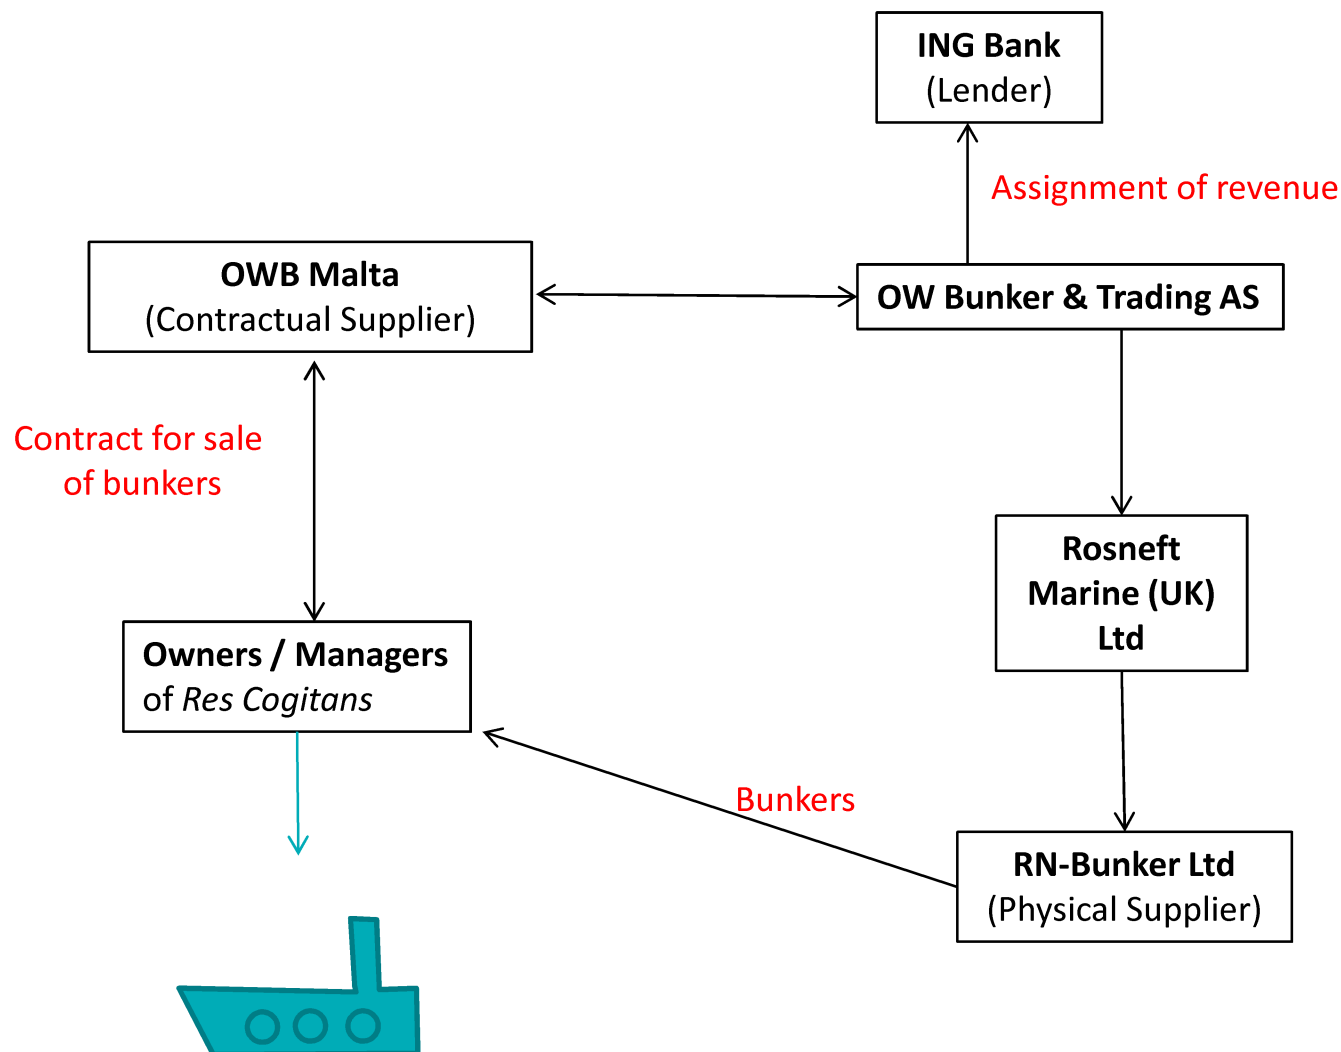 ING Bank
(Lender)
Assignment of revenue
OWB Malta
(Contractual Supplier)
OW Bunker & Trading AS
Contract for sale
of bunkers
Rosneft
Marine (UK)
Ltd
Owners / Managers
of Res Cogitans
Bunkers
RN-Bunker Ltd
(Physical Supplier)